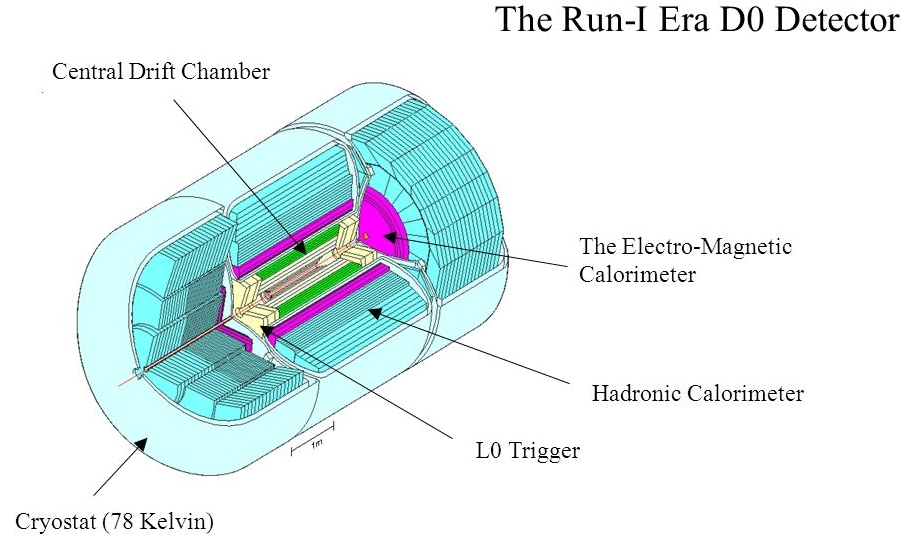 The Run-I Era D0 Detector
Central Drift Chamber
The Electro-Magnetic
Calorimeter
Hadronic Calorimeter
L0 Trigger
1m
Cryostat (78 Kelvin)